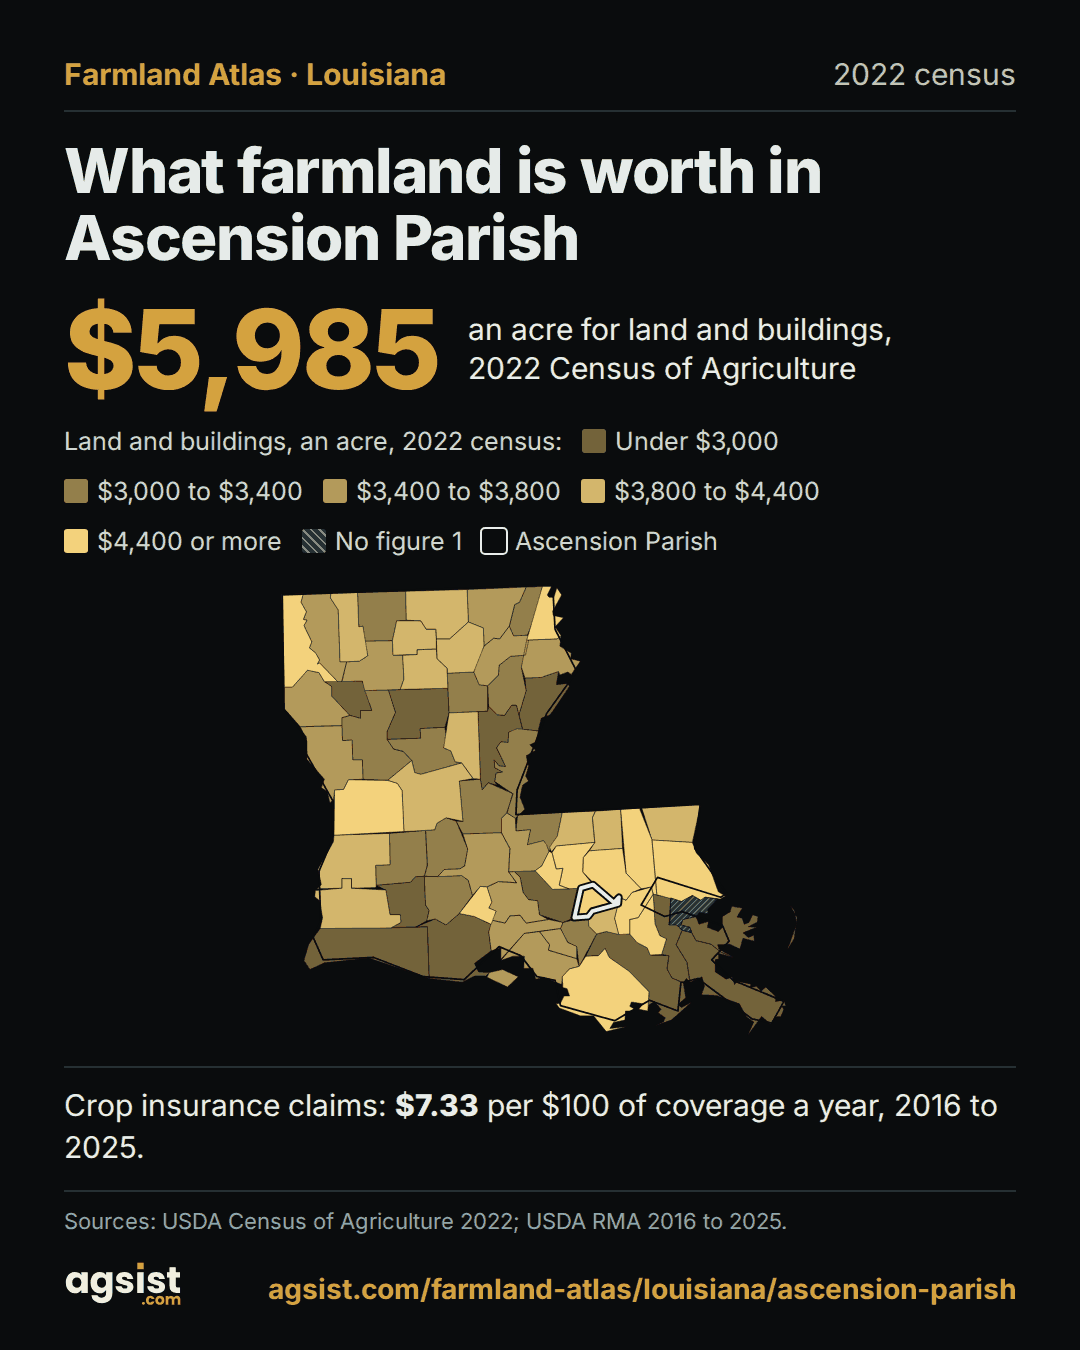 Farmland Atlas · Louisiana
2022 census
What farmland is worth in
Ascension Parish
$5,985
an acre for land and buildings,
2022 Census of Agriculture
Land and buildings, an acre, 2022 census: Under $3,000
$3,000 to $3,400 $3,400 to $3,800 $3,800 to $4,400
$4,400 or more No figure 1 Ascension Parish
Crop insurance claims: $7.33 per $100 of coverage a year, 2016 to
2025.
Sources: USDA Census of Agriculture 2022; USDA RMA 2016 to 2025.
agsist
.com
agsist.com/farmland-atlas/louisiana/ascension-parish